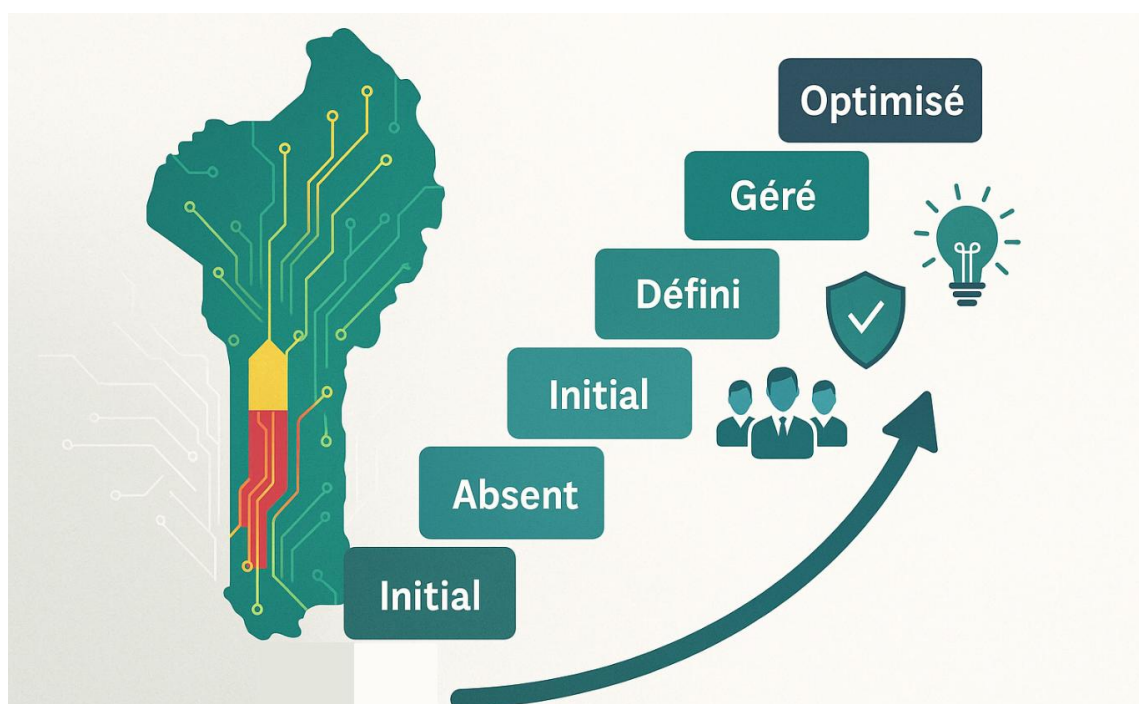 Optimisé
Géré
Défini
Initial
Absent
Initial